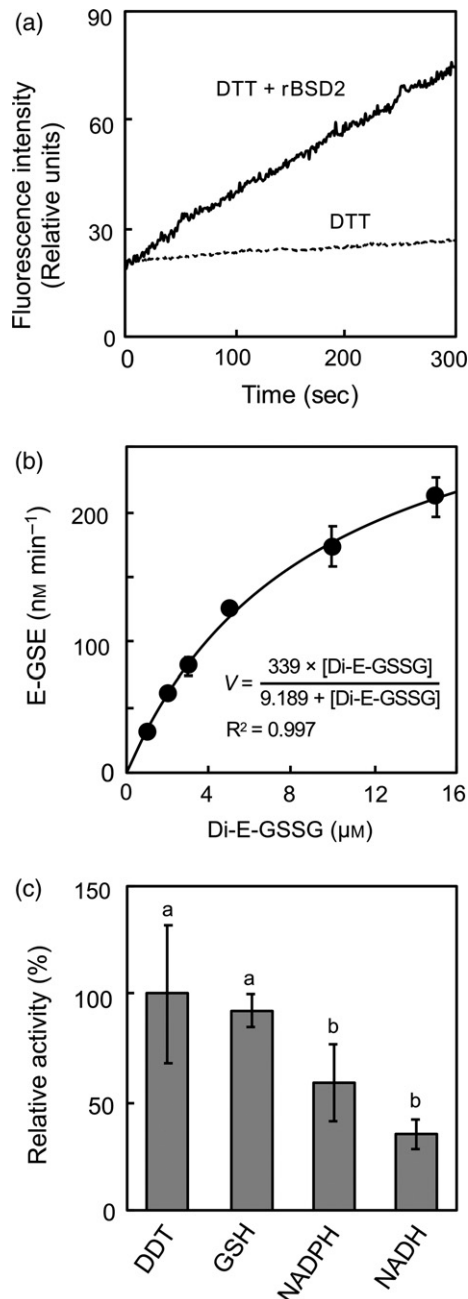 (a)
Fluorescence intensity
(Relative units)
90
60
30
0
DTT + rBSD2
DTT
0 100 200 300
Time (sec)
(b)
E-GSE (nM min⁻¹)
200
100
0
V = 339 × [Di-E-GSSG] / 9.189 + [Di-E-GSSG]
R² = 0.997
0 4 8 12 16
Di-E-GSSG (μM)
(c)
Relative activity (%)
150
100
50
0
a a b b
DDT GSH NADPH NADH